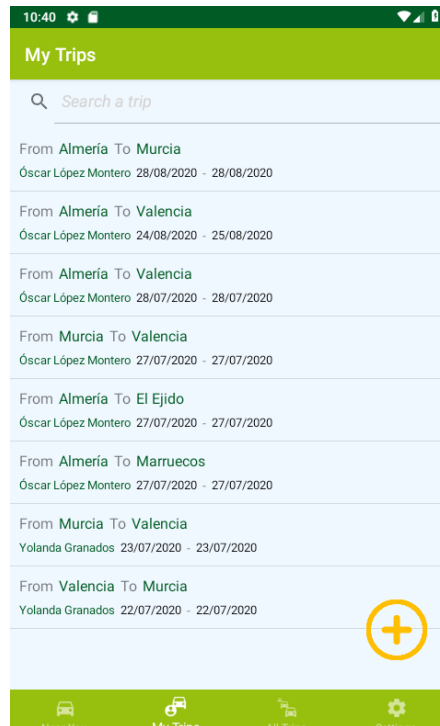 10:40
My Trips
Search a trip
From Almería To Murcia
Óscar López Montero 28/08/2020 - 28/08/2020
From Almería To Valencia
Óscar López Montero 24/08/2020 - 25/08/2020
From Almería To Valencia
Óscar López Montero 28/07/2020 - 28/07/2020
From Murcia To Valencia
Óscar López Montero 27/07/2020 - 27/07/2020
From Almería To El Ejido
Óscar López Montero 27/07/2020 - 27/07/2020
From Almería To Marruecos
Óscar López Montero 27/07/2020 - 27/07/2020
From Murcia To Valencia
Yolanda Granados 23/07/2020 - 23/07/2020
From Valencia To Murcia
Yolanda Granados 22/07/2020 - 22/07/2020
My Trips